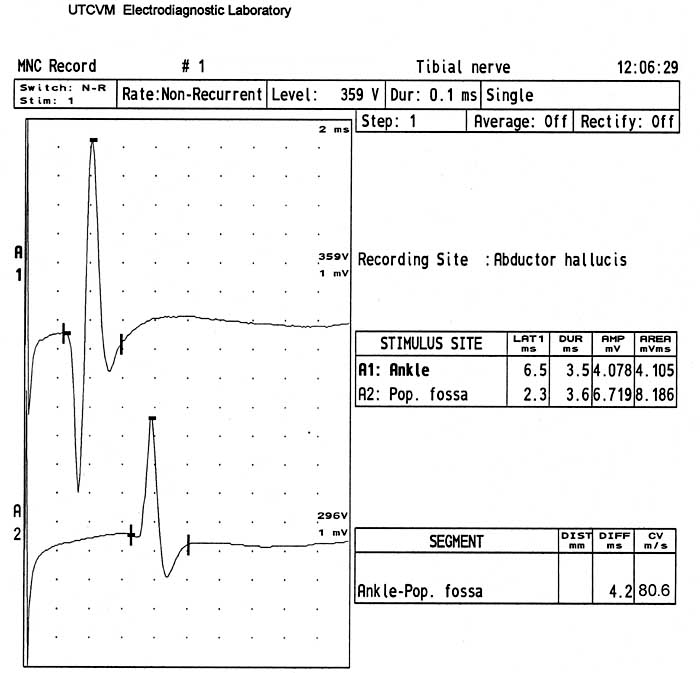 UTCVM Electrodiagnostic Laboratory
MNC Record # 1 Tibial nerve 12:06:29
Switch: N-R
Stim: 1
Rate:Non-Recurrent Level: 359 V Dur: 0.1 ms Single
Step: 1 Average: Off Rectify: Off
2 ms
A
1
359V
1 mV
Recording Site :Abductor hallucis
STIMULUS SITE LAT1 ms DUR ms AMP mV AREA mVms
A1: Ankle 6.5 3.5 4.078 4.105
A2: Pop. fossa 2.3 3.6 6.719 8.186
A
2
296V
1 mV
SEGMENT DIST mm DIFF ms CV m/s
Ankle-Pop. fossa 4.2 80.6